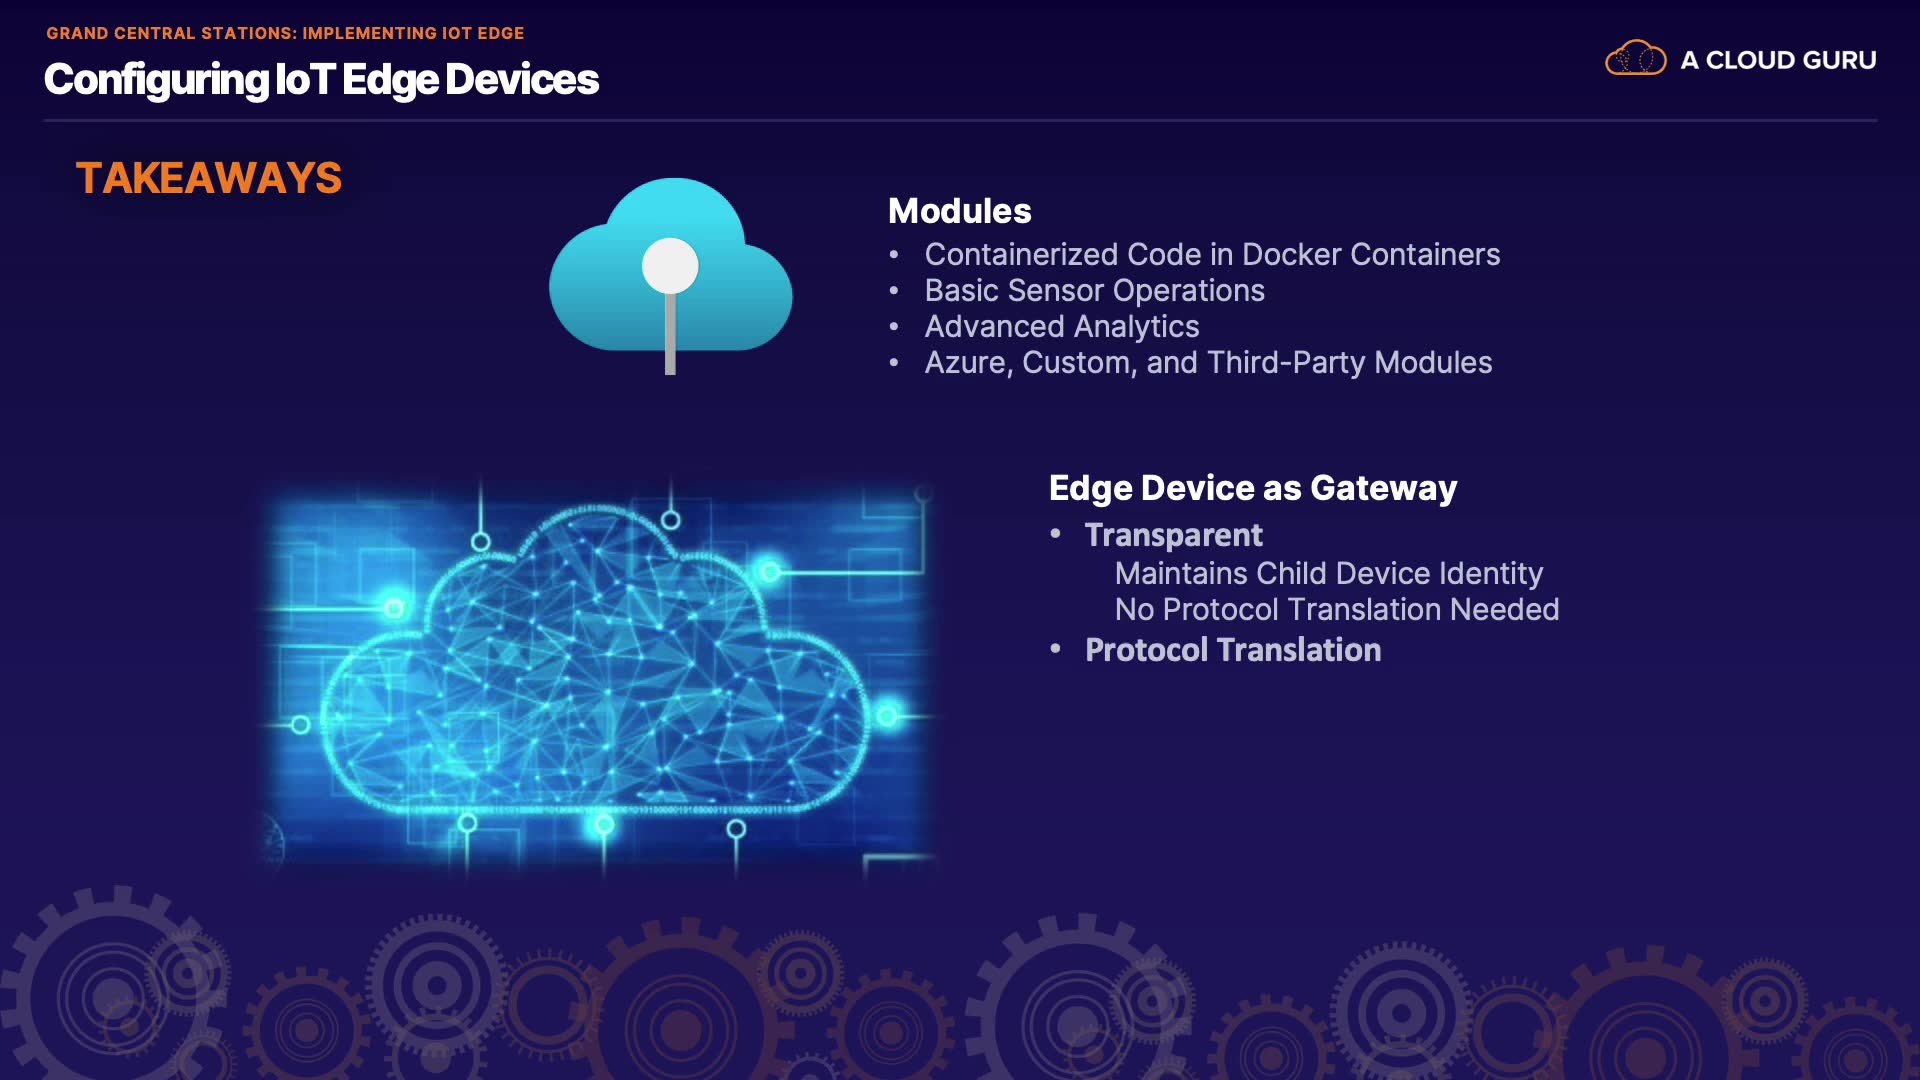 GRAND CENTRAL STATIONS: IMPLEMENTING IOT EDGE
Configuring IoT Edge Devices
A CLOUD GURU
TAKEAWAYS
Modules
• Containerized Code in Docker Containers
• Basic Sensor Operations
• Advanced Analytics
• Azure, Custom, and Third-Party Modules
Edge Device as Gateway
• Transparent
Maintains Child Device Identity
No Protocol Translation Needed
• Protocol Translation